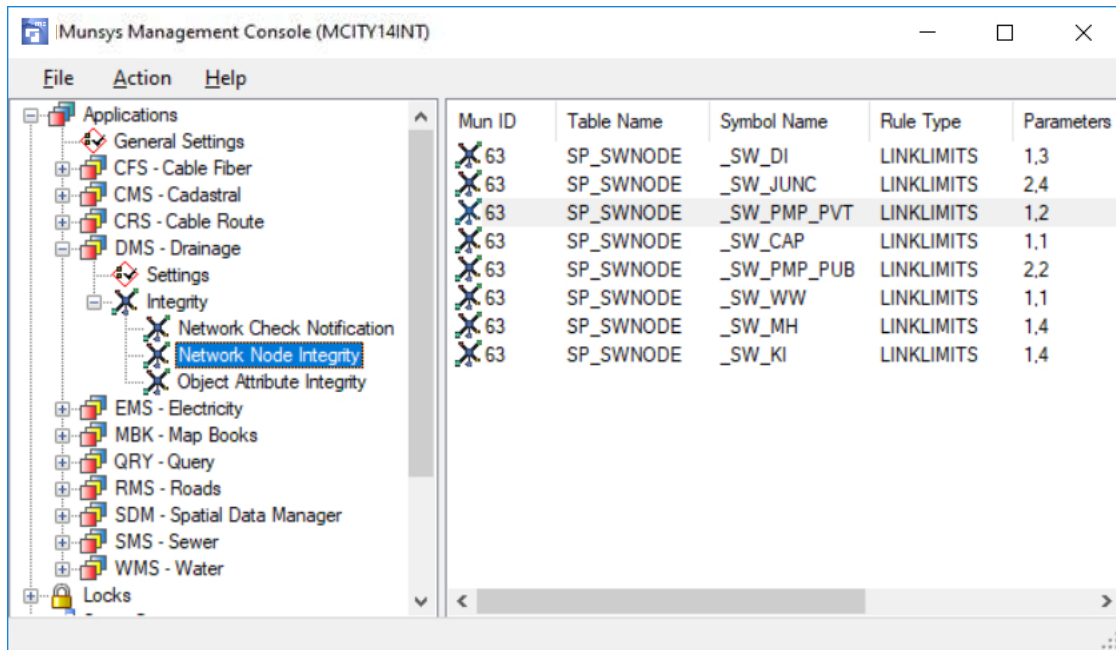 Munsys Management Console (MCITY14INT)
File Action Help
Applications
General Settings
CFS - Cable Fiber
CMS - Cadastral
CRS - Cable Route
DMS - Drainage
Settings
Integrity
Network Check Notification
Network Node Integrity
Object Attribute Integrity
EMS - Electricity
MBK - Map Books
QRY - Query
RMS - Roads
SDM - Spatial Data Manager
SMS - Sewer
WMS - Water
Locks
Mun ID Table Name Symbol Name Rule Type Parameters
63 SP_SWNODE _SW_DI LINKLIMITS 1,3
63 SP_SWNODE _SW_JUNC LINKLIMITS 2,4
63 SP_SWNODE _SW_PMP_PVT LINKLIMITS 1,2
63 SP_SWNODE _SW_CAP LINKLIMITS 1,1
63 SP_SWNODE _SW_PMP_PUB LINKLIMITS 2,2
63 SP_SWNODE _SW_WW LINKLIMITS 1,1
63 SP_SWNODE _SW_MH LINKLIMITS 1,4
63 SP_SWNODE _SW_KI LINKLIMITS 1,4